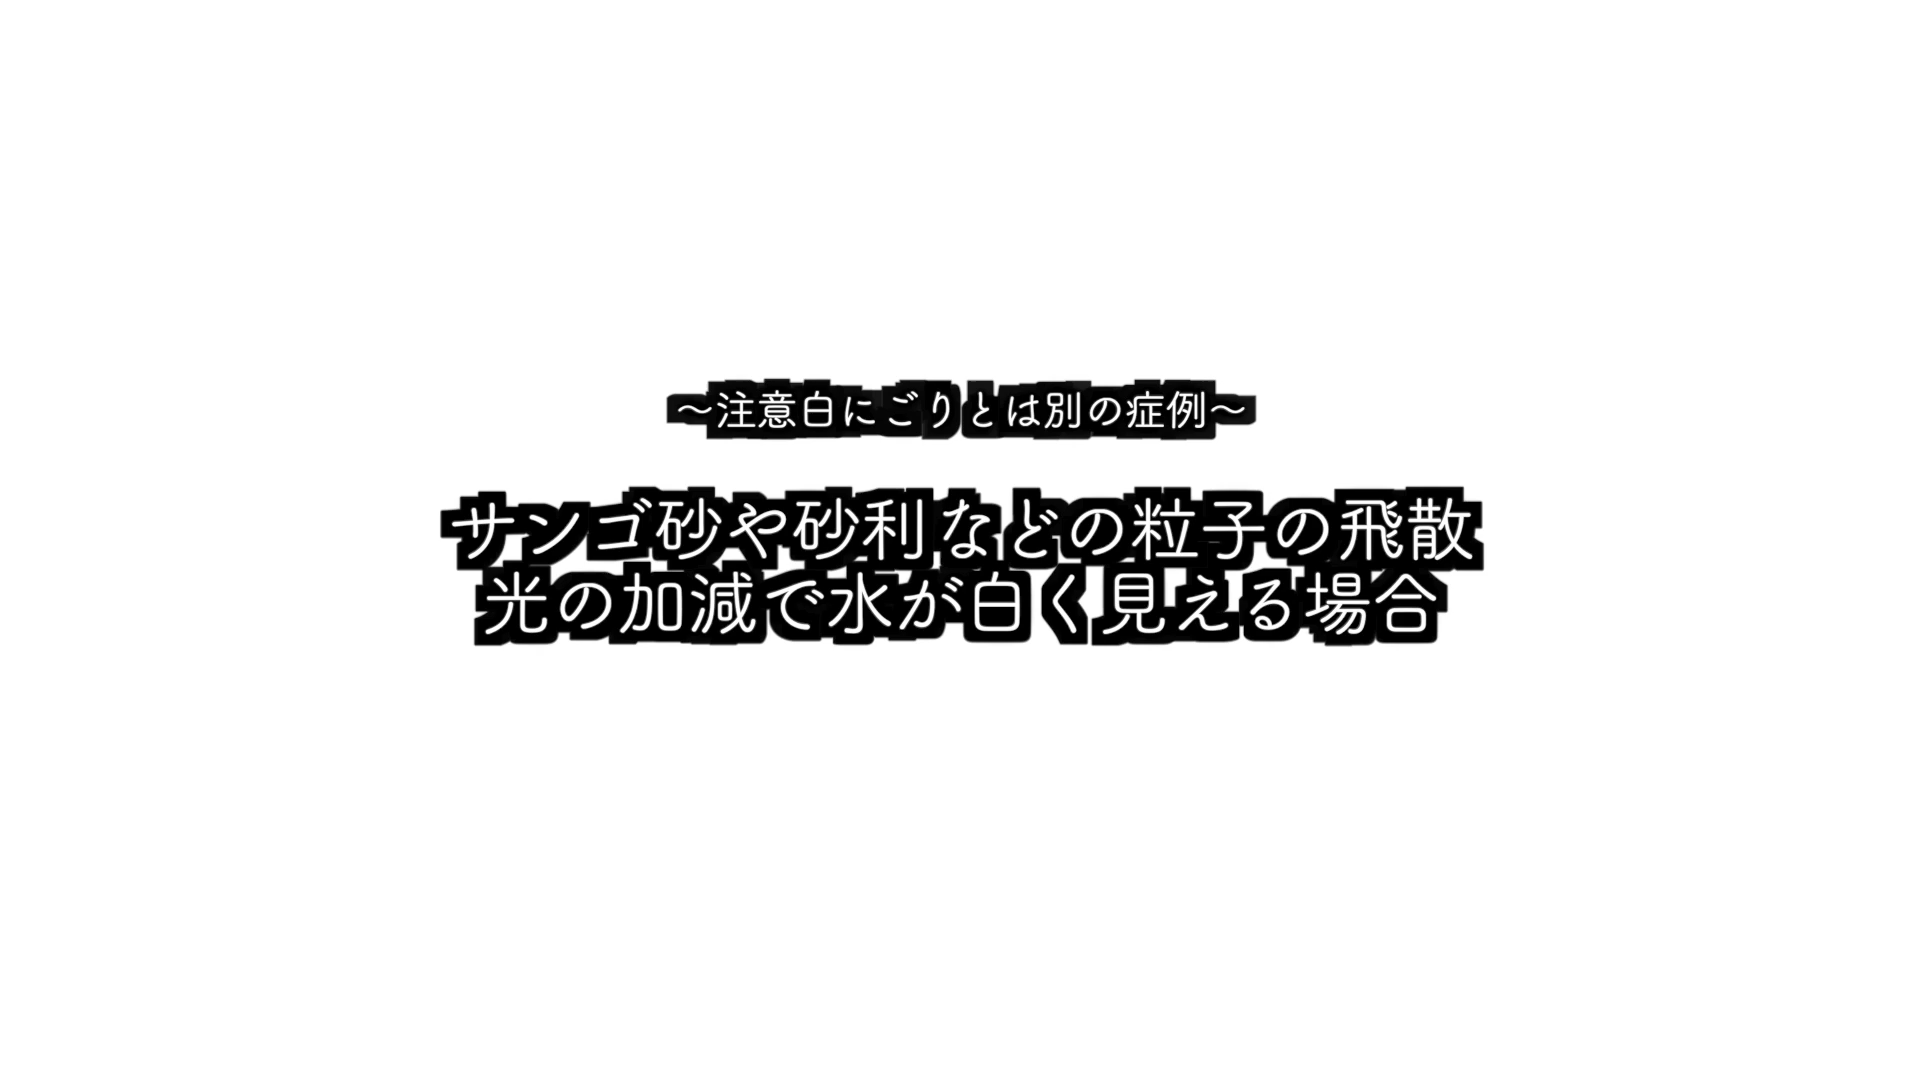 ～注意白にごりとは別の症例～
サンゴ砂や砂利などの粒子の飛散
光の加減で水が白く見える場合